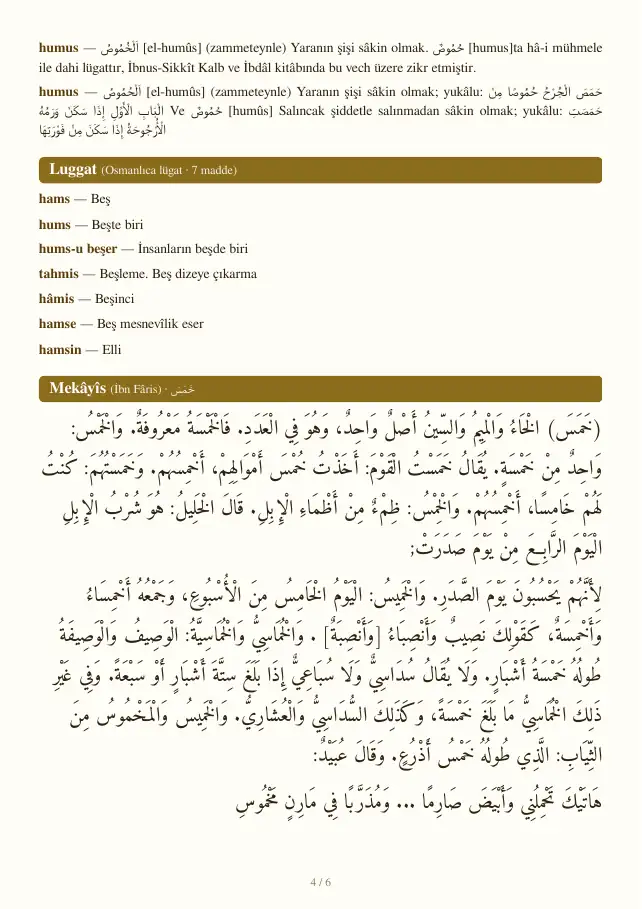 humus — اَلْخُمُوصُ [el-humûs] (zammeteynle) Yaranın şişi sâkin olmak. حُمُوصٌ [humus]ta hâ-i mühmele
ile dahi lügattır, İbnus-Sikkît Kalb ve İbdâl kitâbında bu vech üzere zikr etmiştir.
humus — اَلْحُمُوصُ [el-humûs] (zammeteynle) Yaranın şişi sâkin olmak; yukâlu: حَمَصَ الْجُرْحُ حُمُوصًا مِنَ
الْبَابِ الْأَوَّلِ إِذَا سَكَنَ وَرَمُهُ Ve حُمُوصٌ [humûs] Salıncak şiddetle salınmadan sâkin olmak; yukâlu: حَمَصَتِ
الْأُرْجُوحَةُ إِذَا سَكَنَ مِنْ فَوْرَتِهَا
Luggat (Osmanlıca lügat · 7 madde)
hams — Beş
hums — Beşte biri
hums-u beşer — İnsanların beşde biri
tahmis — Beşleme. Beş dizeye çıkarma
hâmis — Beşinci
hamse — Beş mesnevîlik eser
hamsin — Elli
Mekâyîs (İbn Fâris) · خَمَسَ
(خَمَسَ) الْخَاءُ وَالْمِيمُ وَالسِّينُ أَصْلٌ وَاحِدٌ، وَهُوَ فِي الْعَدَدِ. فَالْخَمْسَةُ مَعْرُوفَةٌ. وَالْخُمْسُ:
وَاحِدٌ مِنْ خَمْسَةٍ. يُقَالُ خَمَسْتُ الْقَوْمَ: أَخَذْتُ خُمْسَ أَمْوَالِهِمْ، أَخْمِسُهُمْ. وَخَمَسْتُهُمْ: كُنْتُ
لَهُمْ خَامِسًا، أَخْمِسُهُمْ. وَالْخِمْسُ: ظِمْءٌ مِنْ أَظْمَاءِ الْإِبِلِ. قَالَ الْخَلِيلُ: هُوَ شُرْبُ الْإِبِلِ
الْيَوْمَ الرَّابِعَ مِنْ يَوْمَ صَدَرَتْ;
لِأَنَّهُمْ يَحْسُبُونَ يَوْمَ الصَّدَرِ. وَالْخَمِيسُ: الْيَوْمُ الْخَامِسُ مِنَ الْأُسْبُوعِ، وَجَمْعُهُ أَخْمِسَاءُ
وَأَخْمِسَةٌ، كَقَوْلِكَ نَصِيبٌ وَأَنْصِبَاءُ [وَأَنْصِبَةٌ] . وَالْخُمَاسِيُّ وَالْخُمَاسِيَّةُ: الْوَصِيفُ وَالْوَصِيفَةُ
طُولُهُ خَمْسَةُ أَشْبَارٍ. وَلَا يُقَالُ سُدَاسِيٌّ وَلَا سُبَاعِيٌّ إِذَا بَلَغَ سِتَّةَ أَشْبَارٍ أَوْ سَبْعَةً. وَفِي غَيْرِ
ذَلِكَ الْخُمَاسِيُّ مَا بَلَغَ خَمْسَةً، وَكَذَلِكَ السُّدَاسِيُّ وَالْعُشَارِيُّ. وَالْخَمِيسُ وَالْمَخْمُوسُ مِنَ
الثِّيَابِ: الَّذِي طُولُهُ خَمْسُ أَذْرُعٍ. وَقَالَ عُبَيْدٌ:
هَاتِيْكَ تَحْمِلُنِي وَأَبْيَضَ صَارِمًا ... وَمُذَرَّبًا فِي مَارِنٍ مَخْمُوسِ
4 / 6